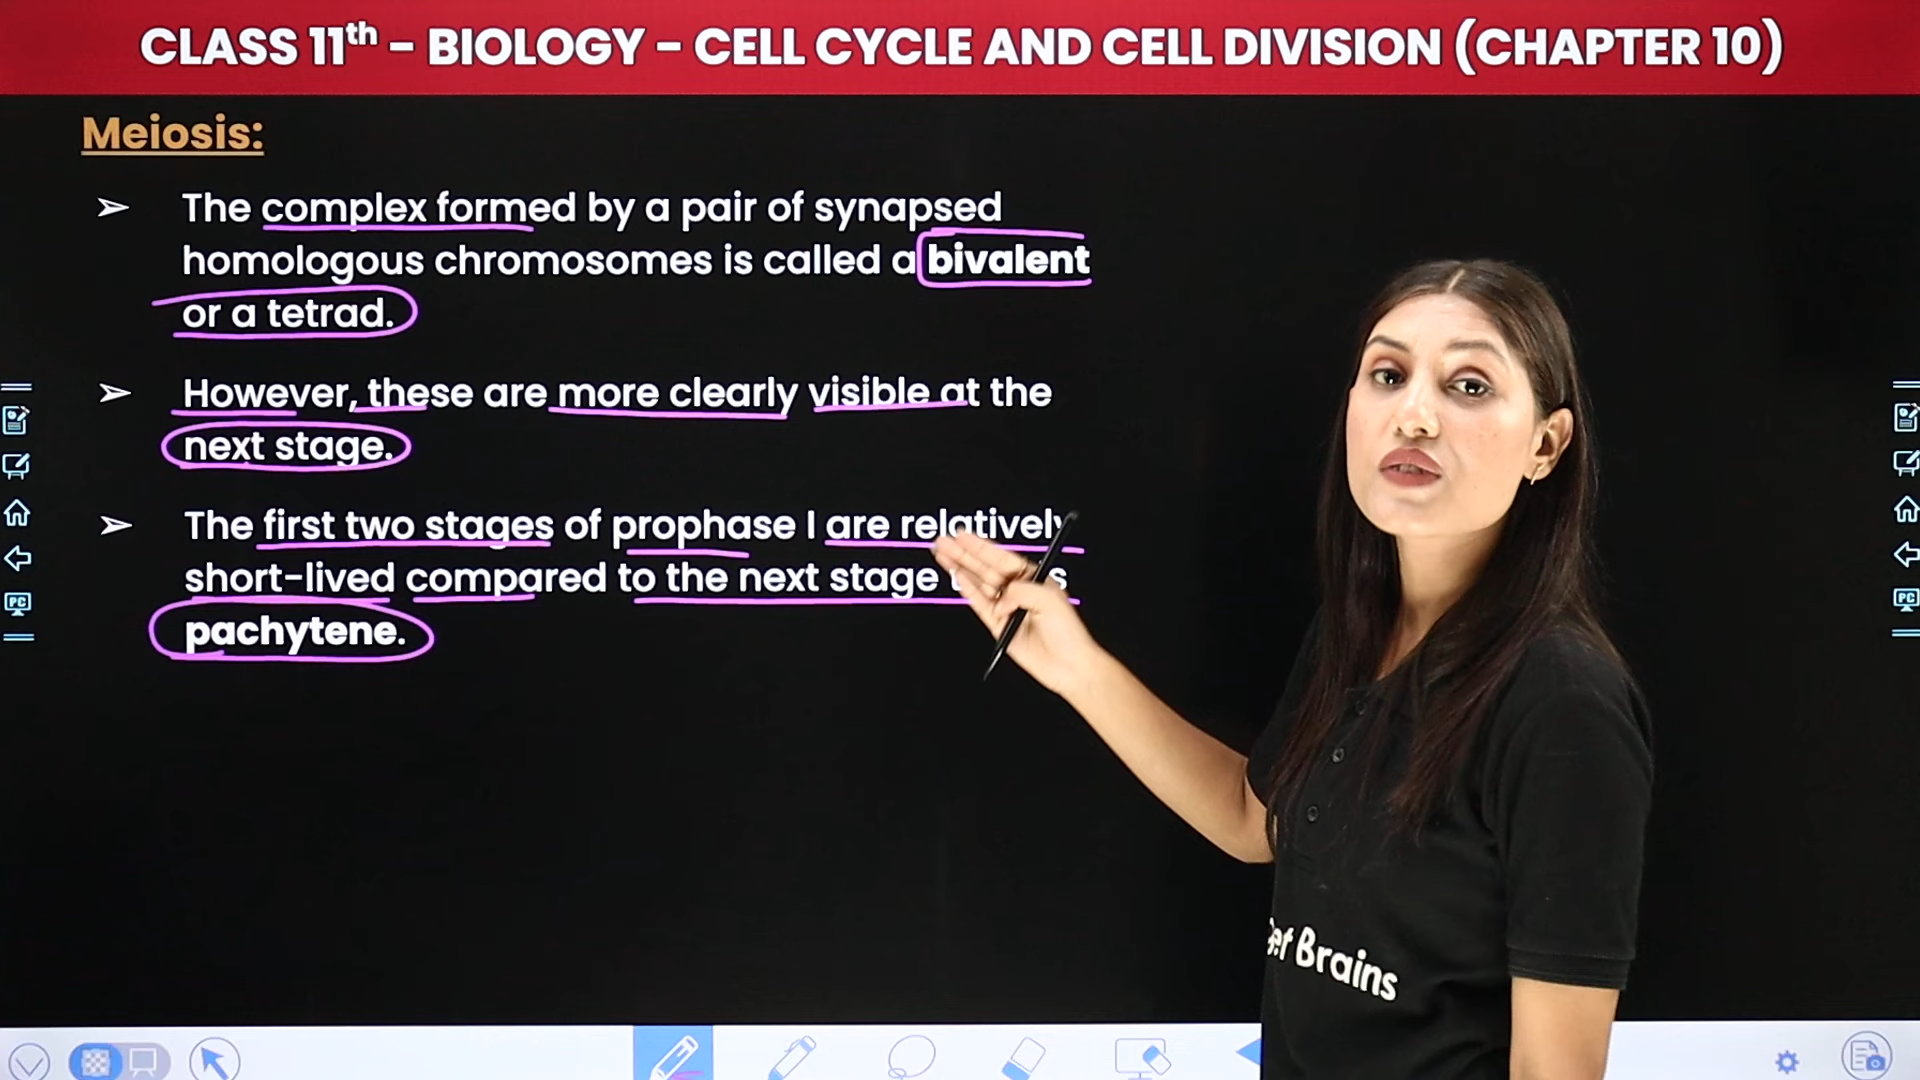 CLASS 11th - BIOLOGY - CELL CYCLE AND CELL DIVISION (CHAPTER 10)
Meiosis:
➢ The complex formed by a pair of synapsed
homologous chromosomes is called a bivalent
or a tetrad.
➢ However, these are more clearly visible at the
next stage.
➢ The first two stages of prophase I are relatively
short-lived compared to the next stage
pachytene.
Brains
PC
PC